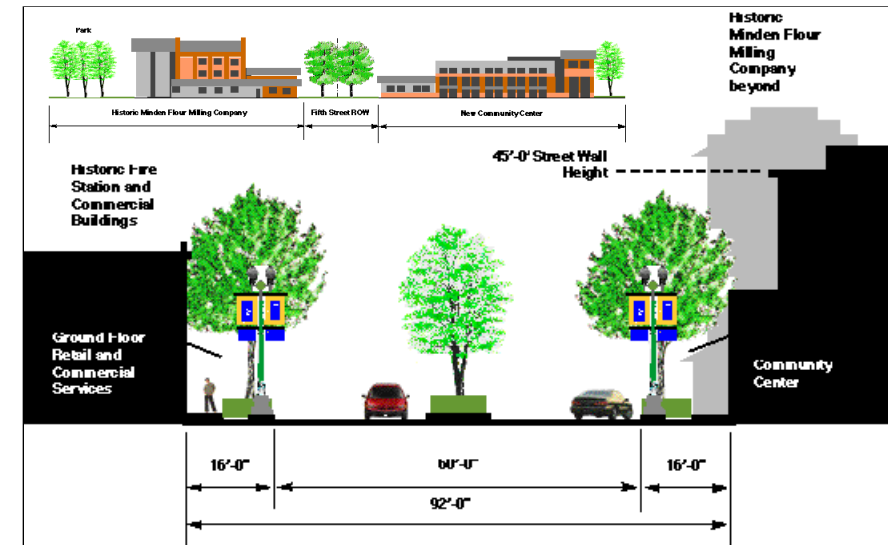 Park
Historic Minden Flour Milling Company
Fifth Street ROW
New Community Center
Historic
Minden Flour
Milling
Company
beyond
45'-0" Street Wall
Height
Historic Fire
Station and
Commercial
Buildings
Ground Floor
Retail and
Commercial
Services
Community
Center
16'-0"
60'-0"
16'-0"
92'-0"